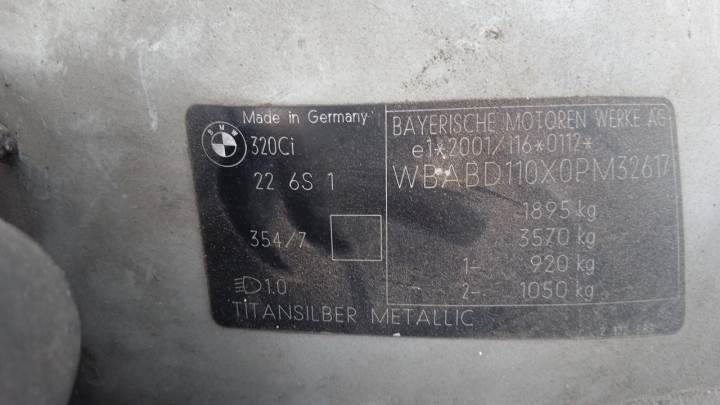 Made in Germany
BMW
320Ci
22 6S 1
354/7
1.0
TITANSILBER METALLIC
BAYERISCHE MOTOREN WERKE AG
e1*2001/116*0112*
WBABD110X0PM32617
1895 kg
3570 kg
1- 920 kg
2- 1050 kg